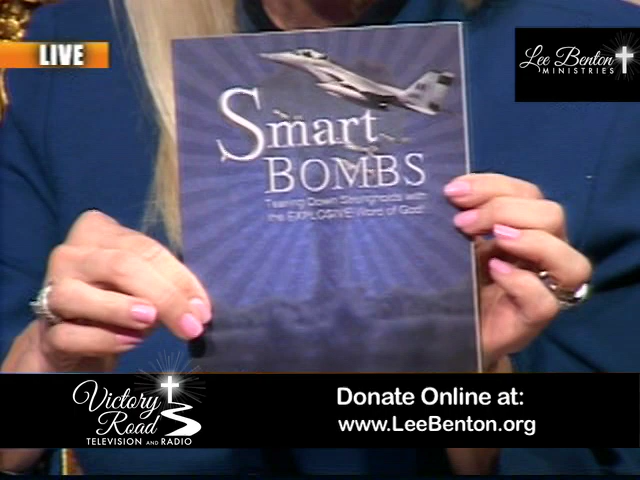 LIVE
Lee Benton
MINISTRIES
Smart
BOMBS
Tearing Down Strongholds with
the EXPLOSIVE Word of God!
Victory
Road
TELEVISION AND RADIO
Donate Online at:
www.LeeBenton.org